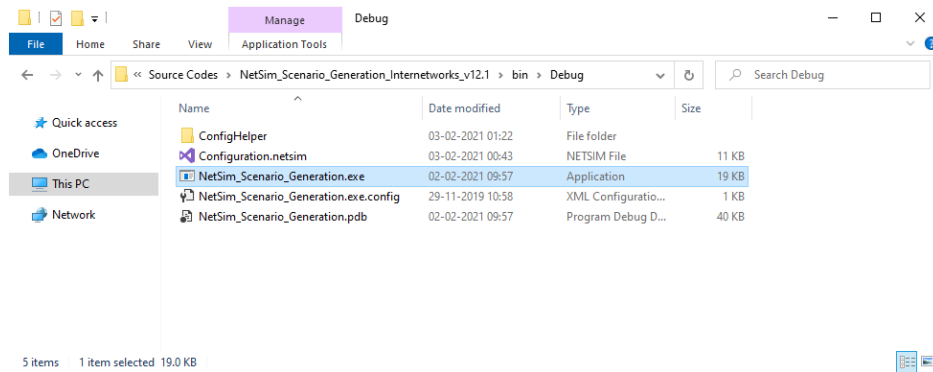 Manage Debug
File Home Share View Application Tools
« Source Codes > NetSim_Scenario_Generation_Internetworks_v12.1 > bin > Debug
Search Debug
Quick access
OneDrive
This PC
Network
Name Date modified Type Size
ConfigHelper 03-02-2021 01:22 File folder
Configuration.netsim 03-02-2021 00:43 NETSIM File 11 KB
NetSim_Scenario_Generation.exe 02-02-2021 09:57 Application 19 KB
NetSim_Scenario_Generation.exe.config 29-11-2019 10:58 XML Configuratio... 1 KB
NetSim_Scenario_Generation.pdb 02-02-2021 09:57 Program Debug D... 40 KB
5 items 1 item selected 19.0 KB